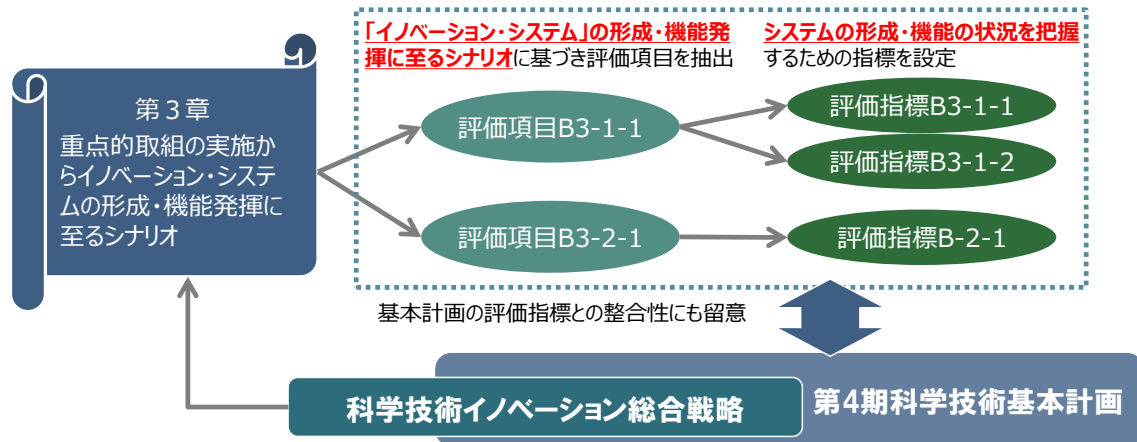 「イノベーション・システム」の形成・機能発
揮に至るシナリオに基づき評価項目を抽出
システムの形成・機能の状況を把握
するための指標を設定
第３章
重点的取組の実施か
らイノベーション・システ
ムの形成・機能発揮に
至るシナリオ
評価項目B3-1-1
評価指標B3-1-1
評価指標B3-1-2
評価項目B3-2-1
評価指標B-2-1
基本計画の評価指標との整合性にも留意
科学技術イノベーション総合戦略
第4期科学技術基本計画